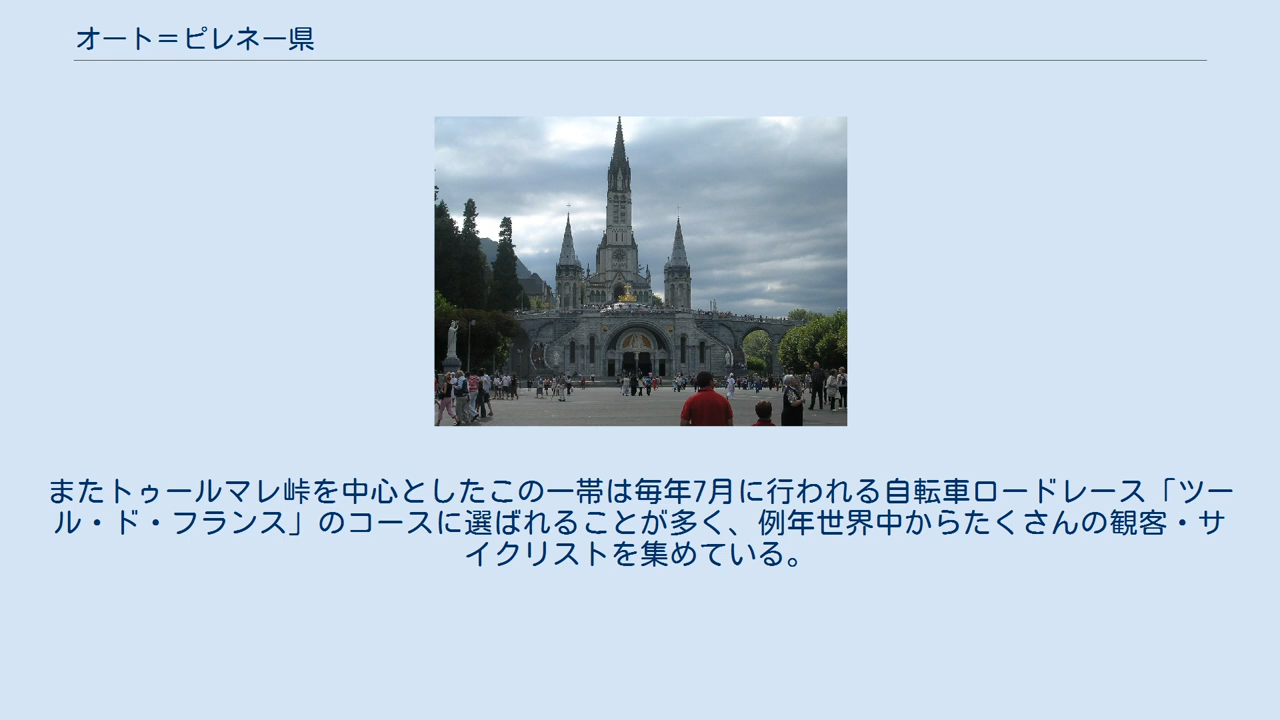 オート＝ピレネー県
またトゥールマレ峠を中心としたこの一帯は毎年7月に行われる自転車ロードレース「ツー
ル・ド・フランス」のコースに選ばれることが多く、例年世界中からたくさんの観客・サ
イクリストを集めている。